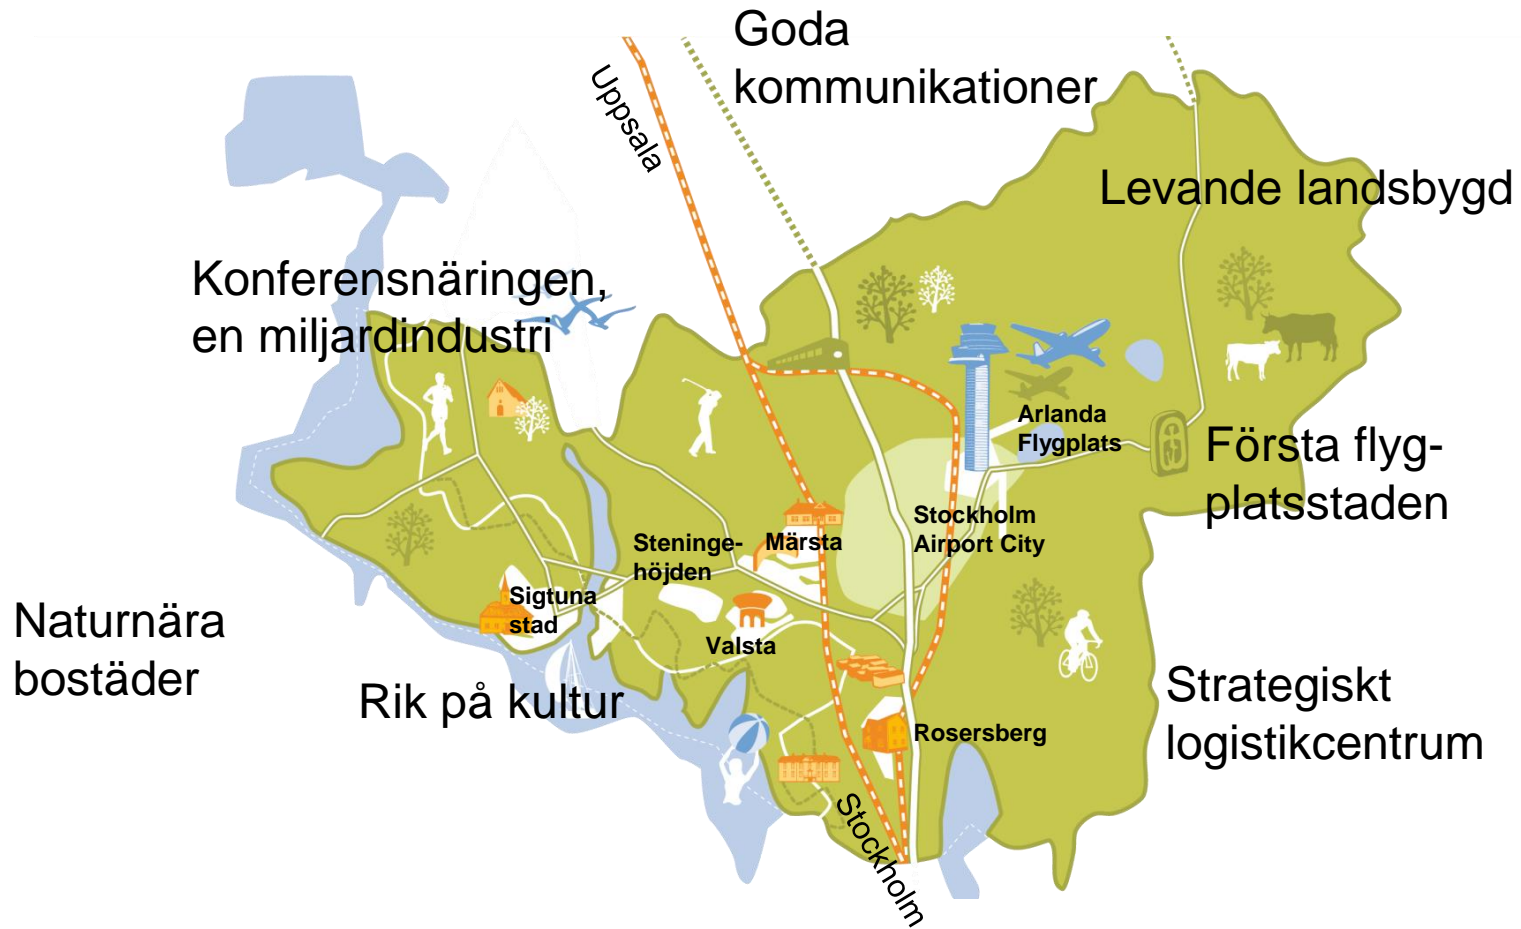 Goda
kommunikationer
Uppsala
Levande landsbygd
Konferensnäringen,
en miljardindustri
Arlanda
Flygplats
Första flyg-
platsstaden
Stockholm
Airport City
Steninge-
höjden
Märsta
Sigtuna
stad
Valsta
Naturnära
bostäder
Rik på kultur
Strategiskt
logistikcentrum
Rosersberg
Stockholm